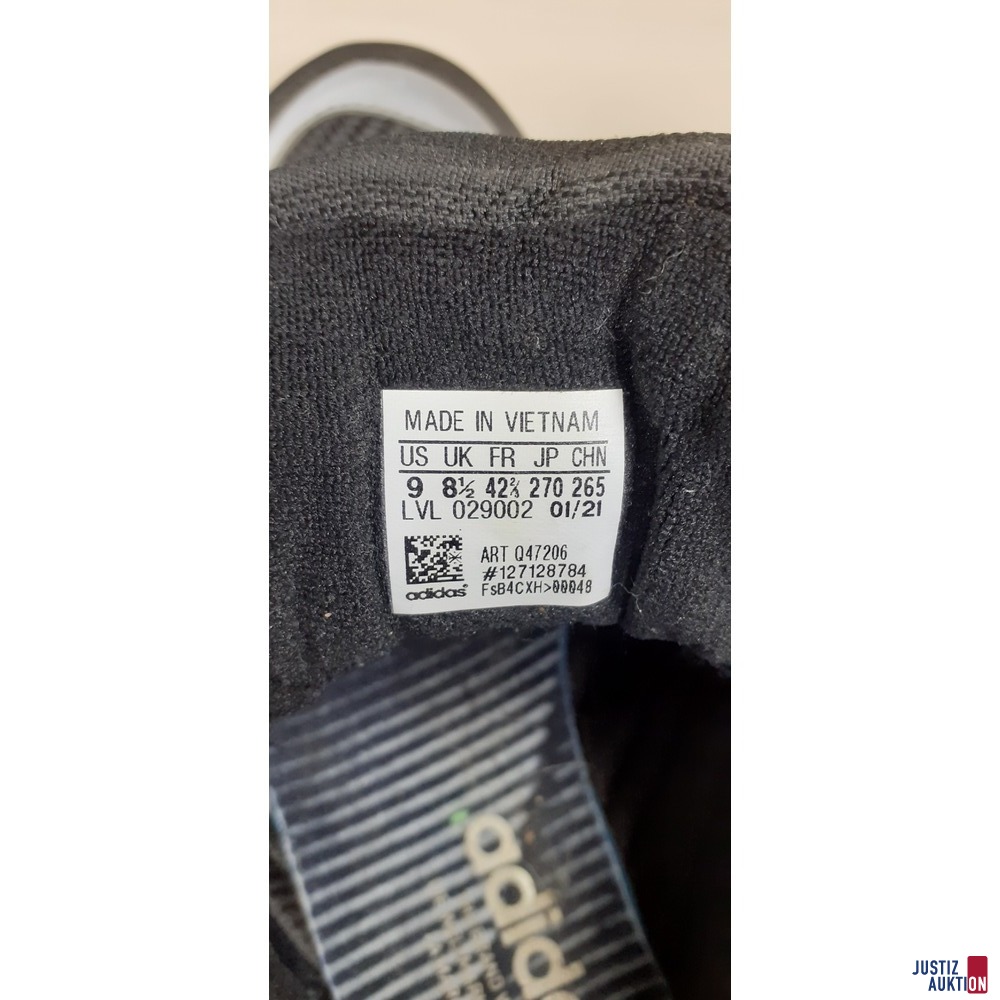 MADE IN VIETNAM
US UK FR JP CHN
9 8½ 42⅔ 270 265
LVL 029002 01/21
ART Q47206
#127128784
adidas
FsB4CXH>00048
adida
JUSTIZ
AUKTION